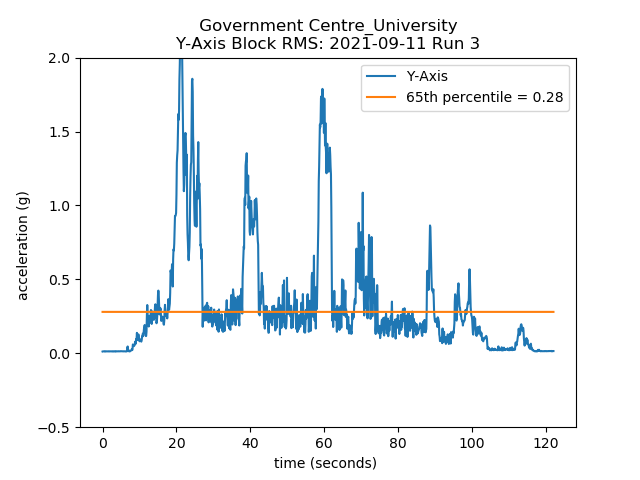 Government Centre_University
Y-Axis Block RMS: 2021-09-11 Run 3
Y-Axis
65th percentile = 0.28
2.0
1.5
1.0
0.5
0.0
−0.5
acceleration (g)
0 20 40 60 80 100 120
time (seconds)